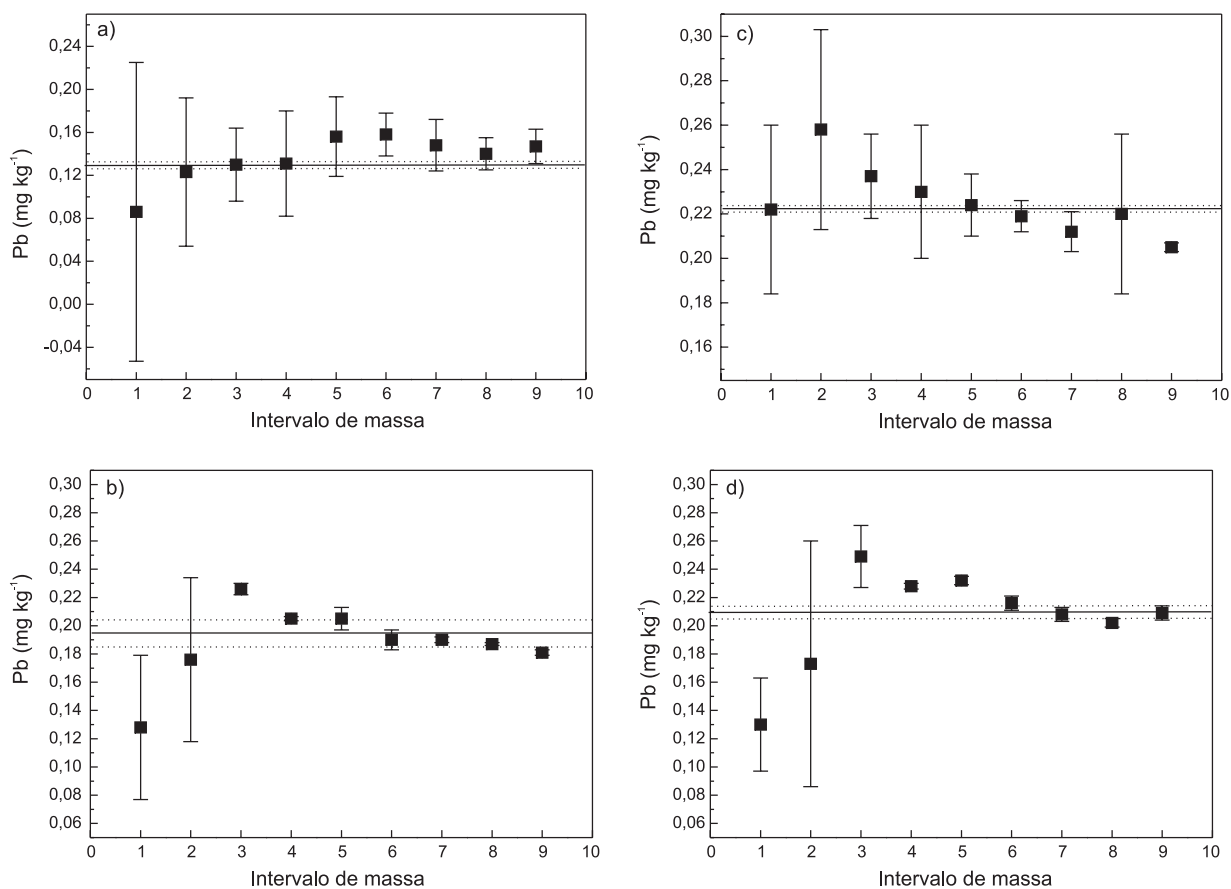 a)
Pb (mg kg-1)
0,24
0,20
0,16
0,12
0,08
0,04
0,00
-0,04
0 1 2 3 4 5 6 7 8 9 10
Intervalo de massa
c)
Pb (mg kg-1)
0,30
0,28
0,26
0,24
0,22
0,20
0,18
0,16
0 1 2 3 4 5 6 7 8 9 10
Intervalo de massa
b)
Pb (mg kg-1)
0,30
0,28
0,26
0,24
0,22
0,20
0,18
0,16
0,14
0,12
0,10
0,08
0,06
0 1 2 3 4 5 6 7 8 9 10
Intervalo de massa
d)
Pb (mg kg-1)
0,30
0,28
0,26
0,24
0,22
0,20
0,18
0,16
0,14
0,12
0,10
0,08
0,06
0 1 2 3 4 5 6 7 8 9 10
Intervalo de massa